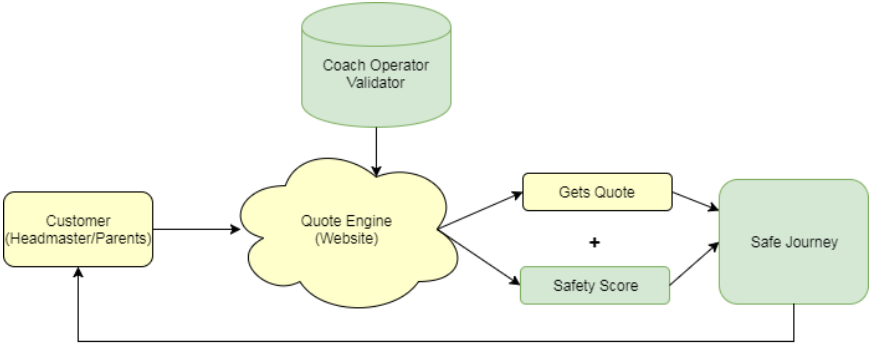 Coach Operator
Validator
Customer
(Headmaster/Parents)
Quote Engine
(Website)
Gets Quote
+
Safety Score
Safe Journey